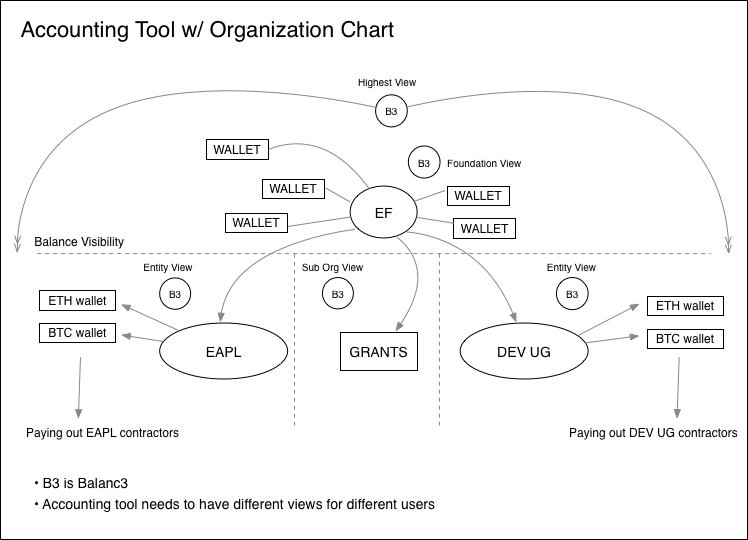 Accounting Tool w/ Organization Chart
Highest View
B3
WALLET
B3
Foundation View
WALLET
WALLET
EF
WALLET
WALLET
Balance Visibility
Entity View
Sub Org View
Entity View
B3
B3
B3
ETH wallet
ETH wallet
BTC wallet
BTC wallet
EAPL
GRANTS
DEV UG
Paying out EAPL contractors
Paying out DEV UG contractors
• B3 is Balanc3
• Accounting tool needs to have different views for different users